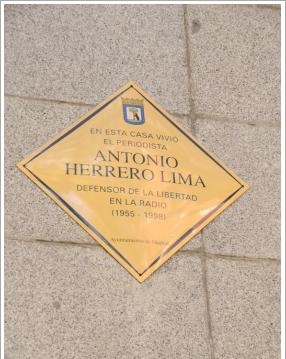 EN ESTA CASA VIVIÓ
EL PERIODISTA
ANTONIO
HERRERO LIMA
DEFENSOR DE LA LIBERTAD
EN LA RADIO
(1955 - 1998)
Ayuntamiento de Madrid